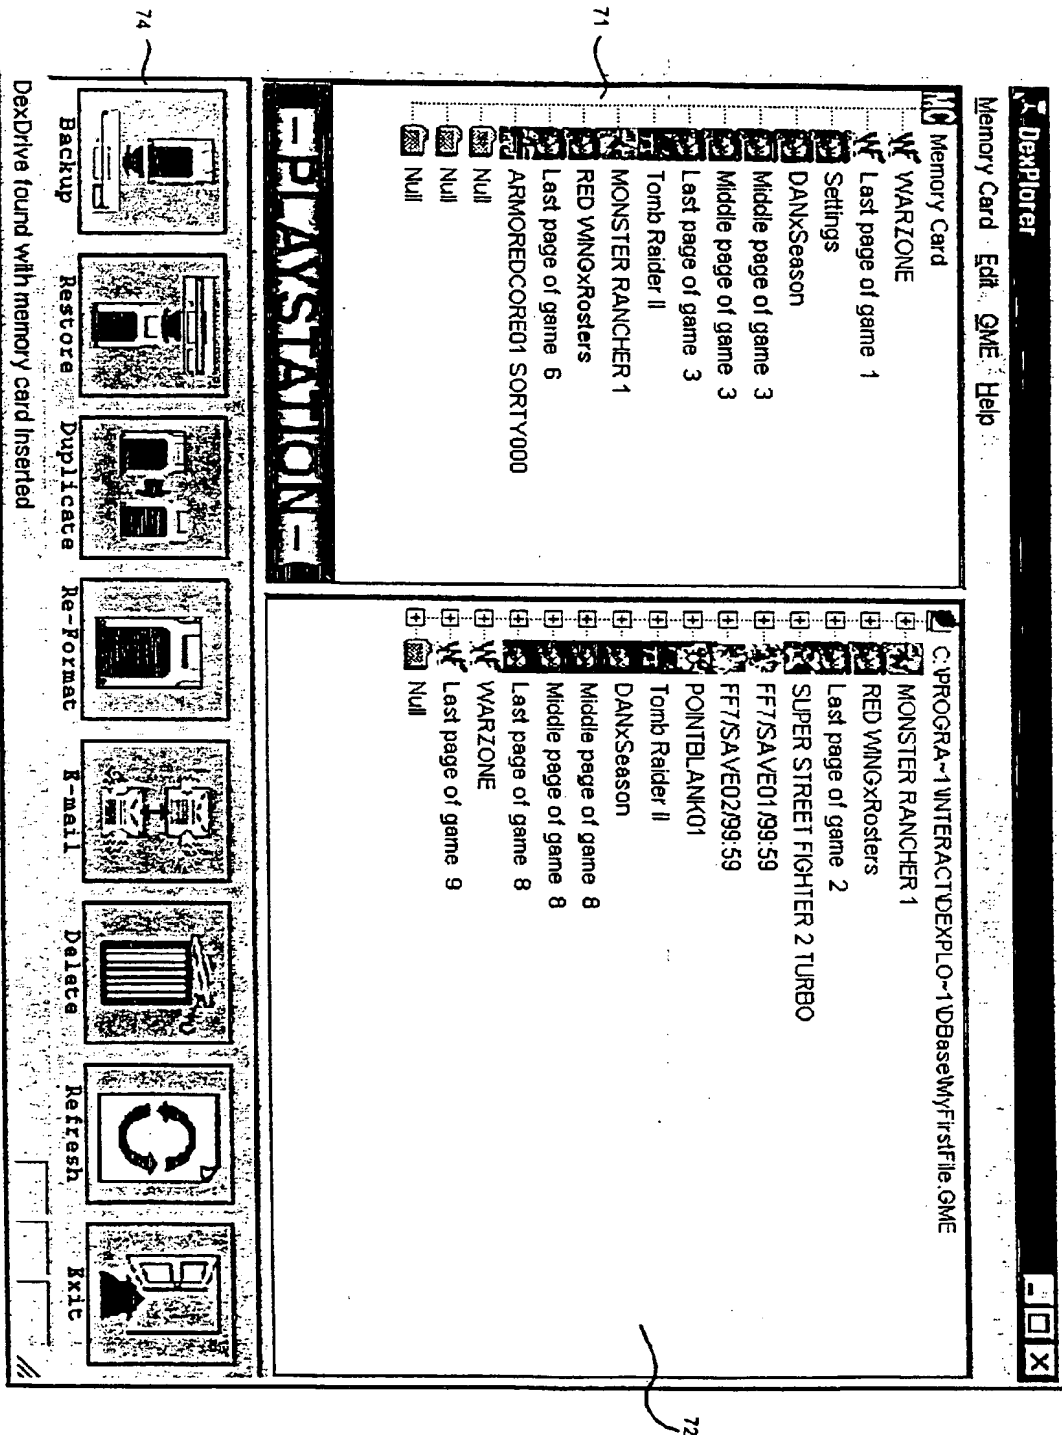 DexPlorer
Memory Card Edit GME Help
71
Memory Card
WARZONE
Last page of game 1
Settings
DANxSeason
Middle page of game 3
Middle page of game 3
Last page of game 3
Tomb Raider II
MONSTER RANCHER 1
RED WINGxRosters
Last page of game 6
ARMOREDCORE01 SORTY000
Null
Null
Null
PLAYSTATION
C:\PROGRA~1\INTERACT\DEXPLO~1\DBase\MyFirstFile.GME
MONSTER RANCHER 1
RED WINGxRosters
Last page of game 2
SUPER STREET FIGHTER 2 TURBO
FF7/SAVE01/99:59
FF7/SAVE02/99:59
POINTBLANK01
Tomb Raider II
DANxSeason
Middle page of game 8
Middle page of game 8
Last page of game 8
WARZONE
Last page of game 9
Null
72
74
Backup Restore Duplicate Re-Format E-mail Delete Refresh Exit
DexDrive found with memory card Inserted